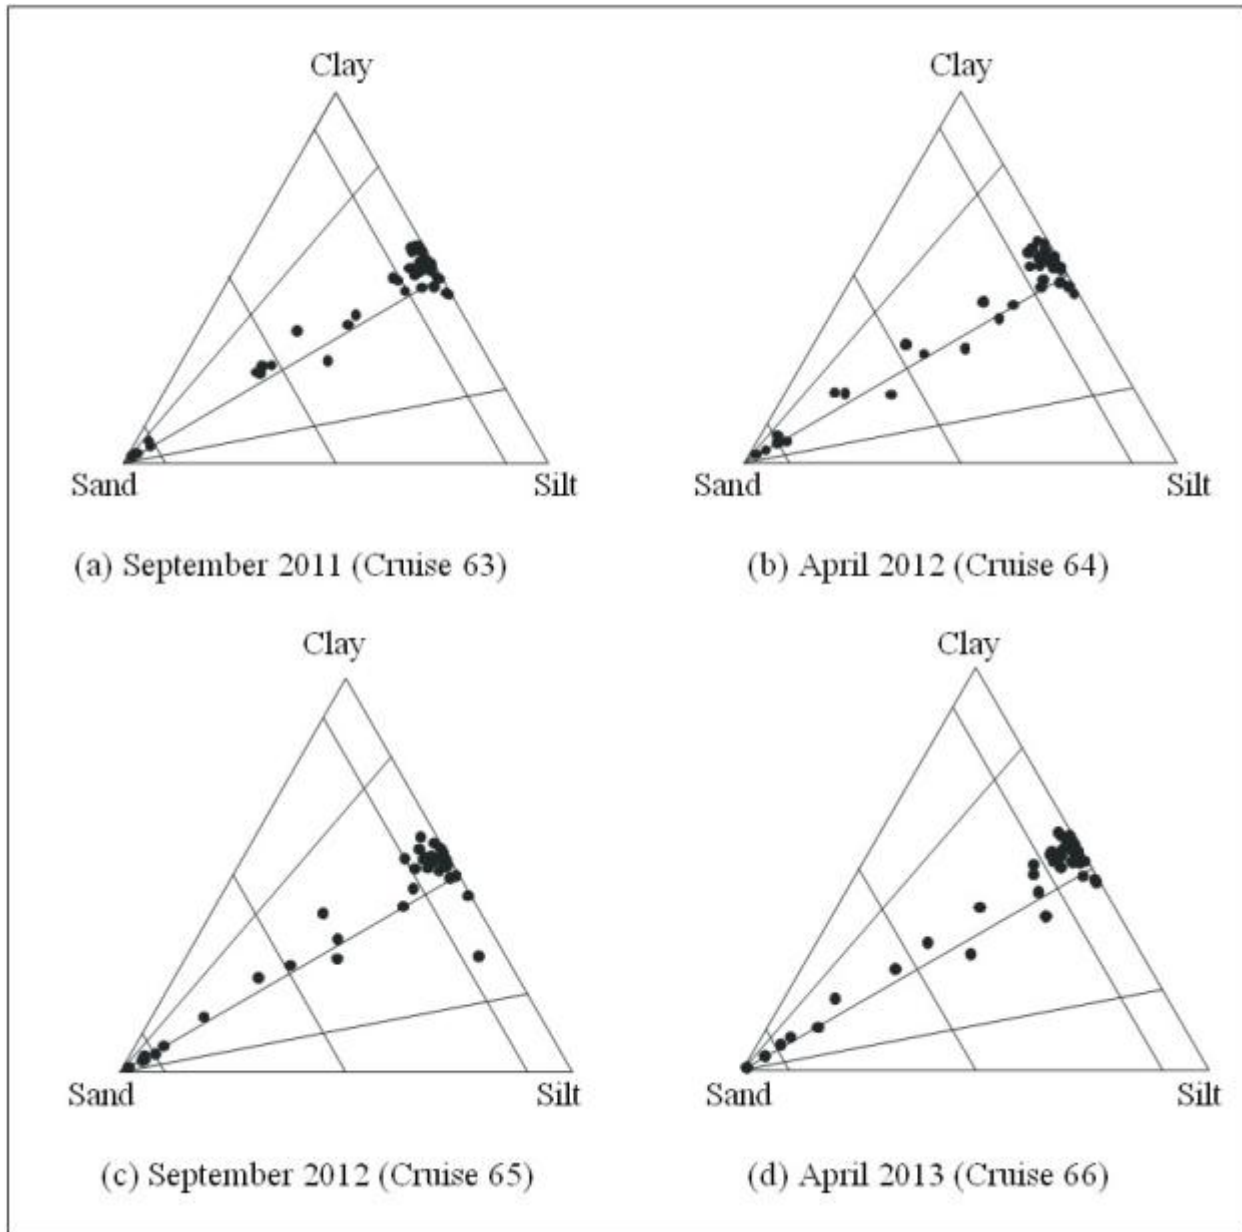 Clay
Clay
Sand
Silt
Sand
Silt
(a) September 2011 (Cruise 63)
(b) April 2012 (Cruise 64)
Clay
Clay
Sand
Silt
Sand
Silt
(c) September 2012 (Cruise 65)
(d) April 2013 (Cruise 66)